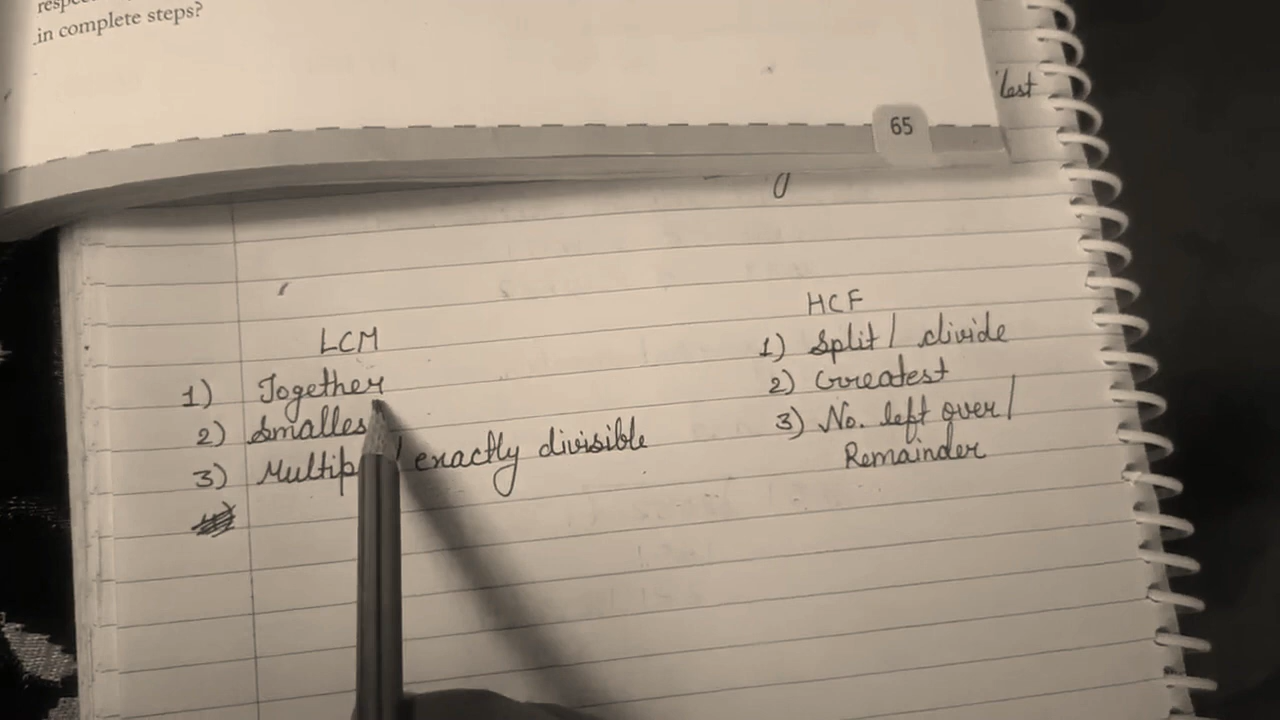 in complete steps?
65
LCM
1) Together
2) Smalles
3) Multip / exactly divisible
HCF
1) Split / divide
2) Greatest
3) No. left over /
Remainder